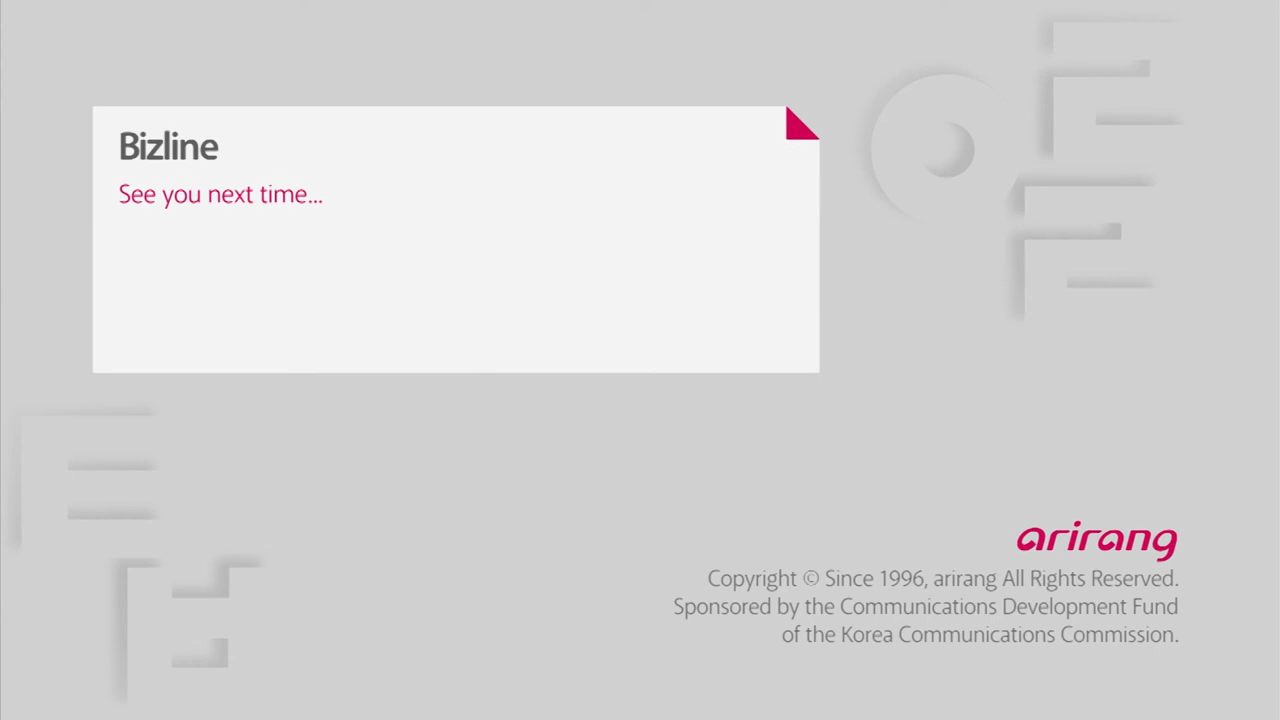 Bizline
See you next time...
arirang
Copyright © Since 1996, arirang All Rights Reserved.
Sponsored by the Communications Development Fund
of the Korea Communications Commission.